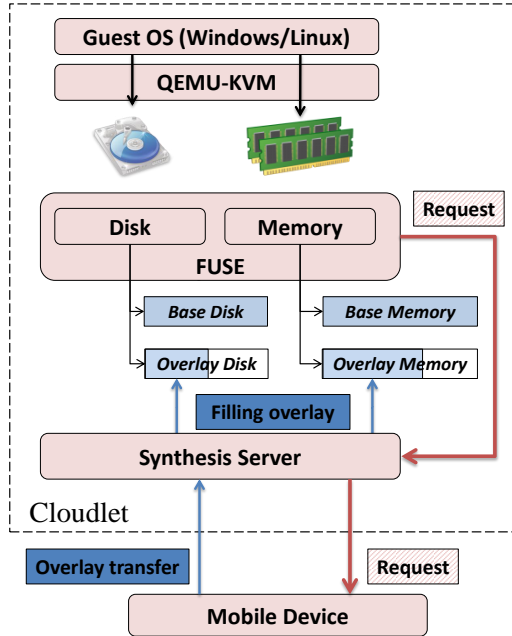 Guest OS (Windows/Linux)
QEMU-KVM
Disk
Memory
FUSE
Request
Base Disk
Base Memory
Overlay Disk
Overlay Memory
Filling overlay
Synthesis Server
Cloudlet
Overlay transfer
Request
Mobile Device